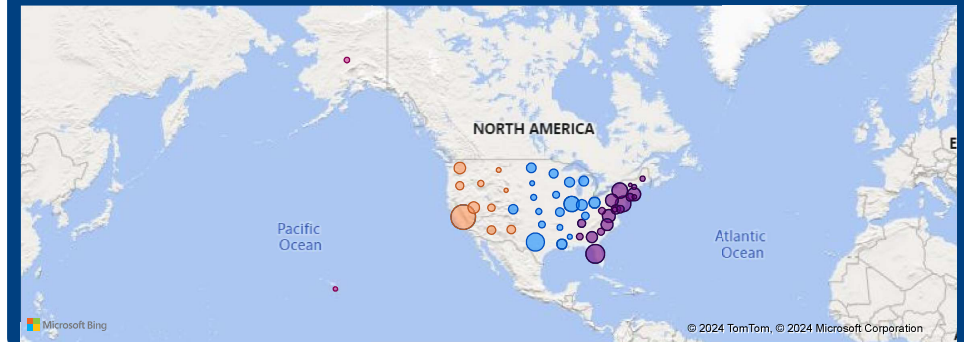 NORTH AMERICA
E
Pacific
Ocean
Atlantic
Ocean
Microsoft Bing
© 2024 TomTom, © 2024 Microsoft Corporation